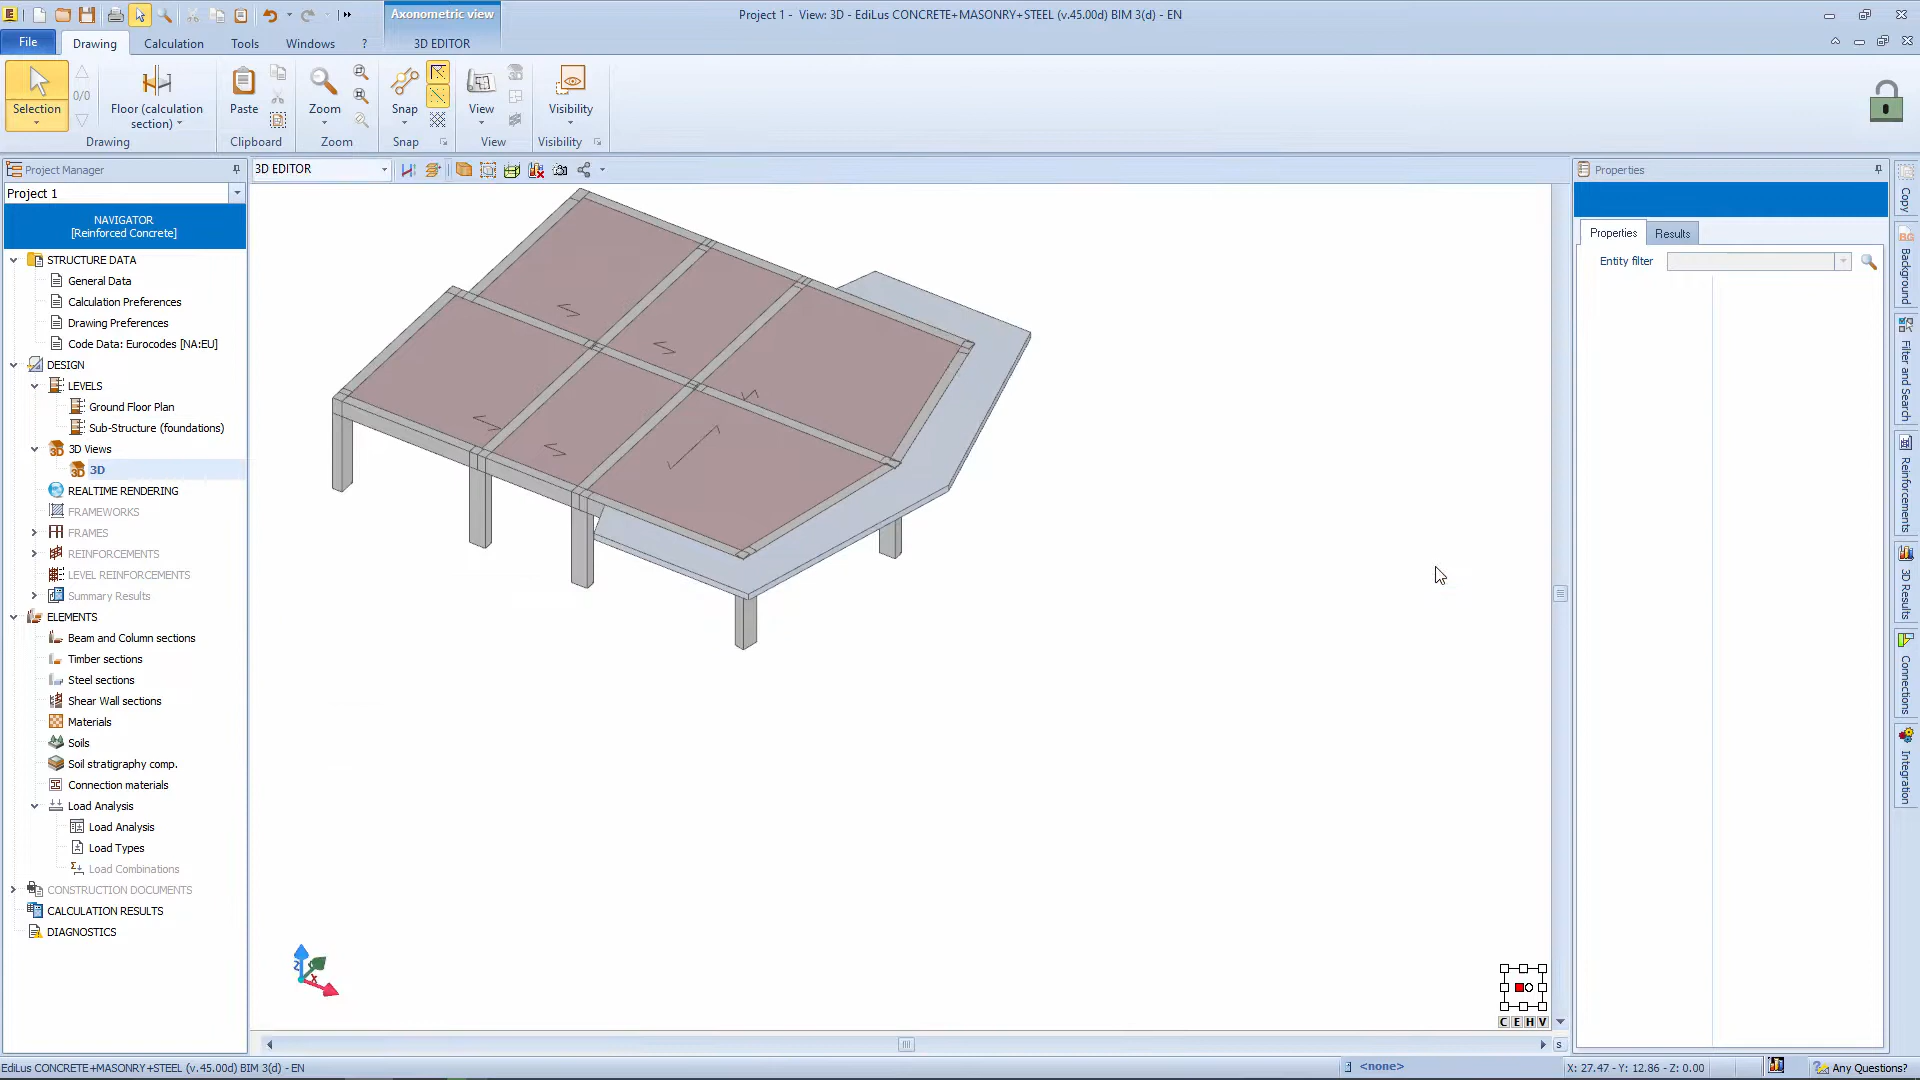 Axonometric view
Project 1 - View: 3D - EdiLus CONCRETE+MASONRY+STEEL (v.45.00d) BIM 3(d) - EN
File
Drawing
Calculation
Tools
Windows
?
3D EDITOR
Selection
0/0
Floor (calculation
section)
Paste
Zoom
Snap
View
Visibility
Drawing
Clipboard
Zoom
Snap
View
Visibility
Project Manager
3D EDITOR
Properties
Project 1
NAVIGATOR
[Reinforced Concrete]
Properties
Results
Entity filter
STRUCTURE DATA
General Data
Calculation Preferences
Drawing Preferences
Code Data: Eurocodes [NA:EU]
DESIGN
LEVELS
Ground Floor Plan
Sub-Structure (foundations)
3D Views
3D
REALTIME RENDERING
FRAMEWORKS
FRAMES
REINFORCEMENTS
LEVEL REINFORCEMENTS
Summary Results
ELEMENTS
Beam and Column sections
Timber sections
Steel sections
Shear Wall sections
Materials
Soils
Soil stratigraphy comp.
Connection materials
Load Analysis
Load Analysis
Load Types
Load Combinations
CONSTRUCTION DOCUMENTS
CALCULATION RESULTS
DIAGNOSTICS
Copy
Background
Filter and Search
Reinforcements
3D Results
Connections
Integration
Z
X
C E H V
S
EdiLus CONCRETE+MASONRY+STEEL (v.45.00d) BIM 3(d) - EN
<none>
X: 27.47 - Y: 12.86 - Z: 0.00
Any Questions?